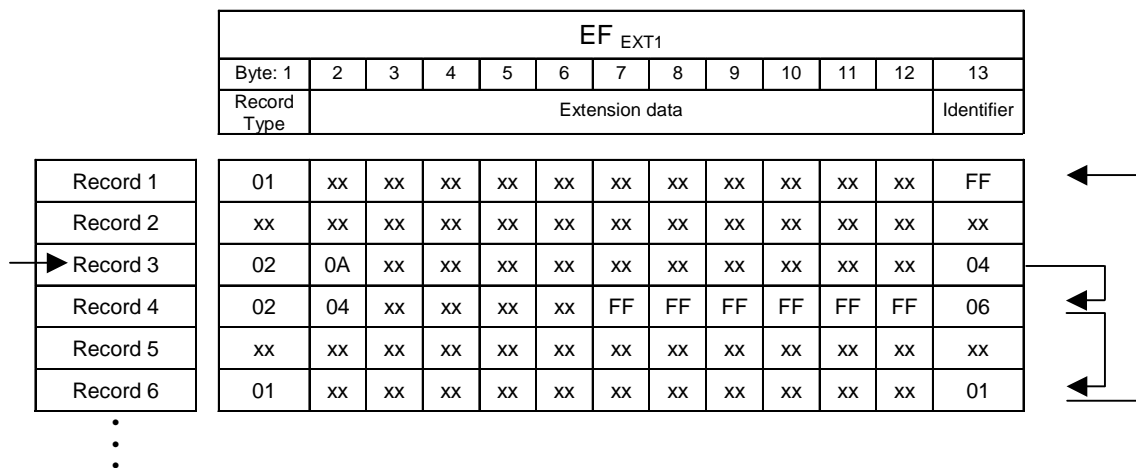 EF EXT1
Byte: 1 2 3 4 5 6 7 8 9 10 11 12 13
Record Type Extension data Identifier
Record 1 01 xx xx xx xx xx xx xx xx xx xx xx FF
Record 2 xx xx xx xx xx xx xx xx xx xx xx xx xx
Record 3 02 0A xx xx xx xx xx xx xx xx xx xx 04
Record 4 02 04 xx xx xx xx FF FF FF FF FF FF 06
Record 5 xx xx xx xx xx xx xx xx xx xx xx xx xx
Record 6 01 xx xx xx xx xx xx xx xx xx xx xx 01